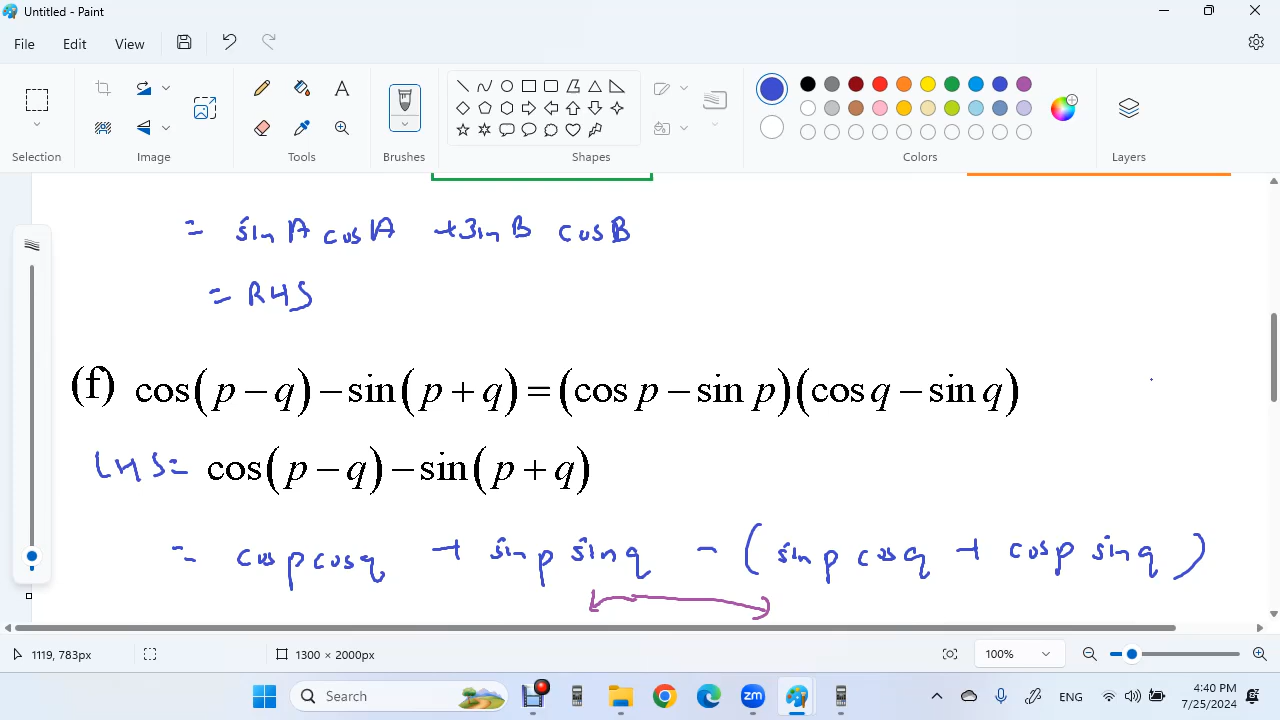 Untitled - Paint
File Edit View
Selection Image Tools Brushes Shapes Colors Layers
= sin A cos A + sin B cos B
= RHS
(f) cos(p − q) − sin(p + q) = (cos p − sin p)(cos q − sin q)
LHS = cos(p − q) − sin(p + q)
= cos p cos q + sin p sin q − (sin p cos q + cos p sin q)
1119, 783px 1300 × 2000px 100%
Search zm ENG 4:40 PM
7/25/2024